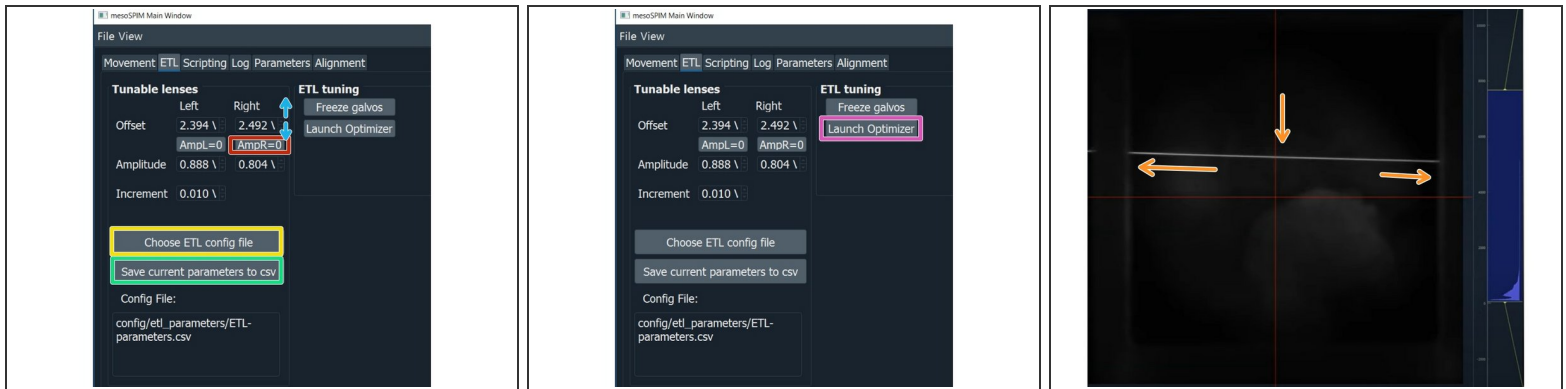 mesoSPIM Main Window
File View
Movement ETL Scripting Log Parameters Alignment
Tunable lenses
ETL tuning
Left Right
Freeze galvos
Offset 2.394 \ 2.492 \
Launch Optimizer
AmpL=0 AmpR=0
Amplitude 0.888 \ 0.804 \
Increment 0.010 \
Choose ETL config file
Save current parameters to csv
Config File:
config/etl_parameters/ETL-
parameters.csv
mesoSPIM Main Window
File View
Movement ETL Scripting Log Parameters Alignment
Tunable lenses
ETL tuning
Left Right
Freeze galvos
Offset 2.394 \ 2.492 \
Launch Optimizer
AmpL=0 AmpR=0
Amplitude 0.888 \ 0.804 \
Increment 0.010 \
Choose ETL config file
Save current parameters to csv
Config File:
config/etl_parameters/ETL-
parameters.csv